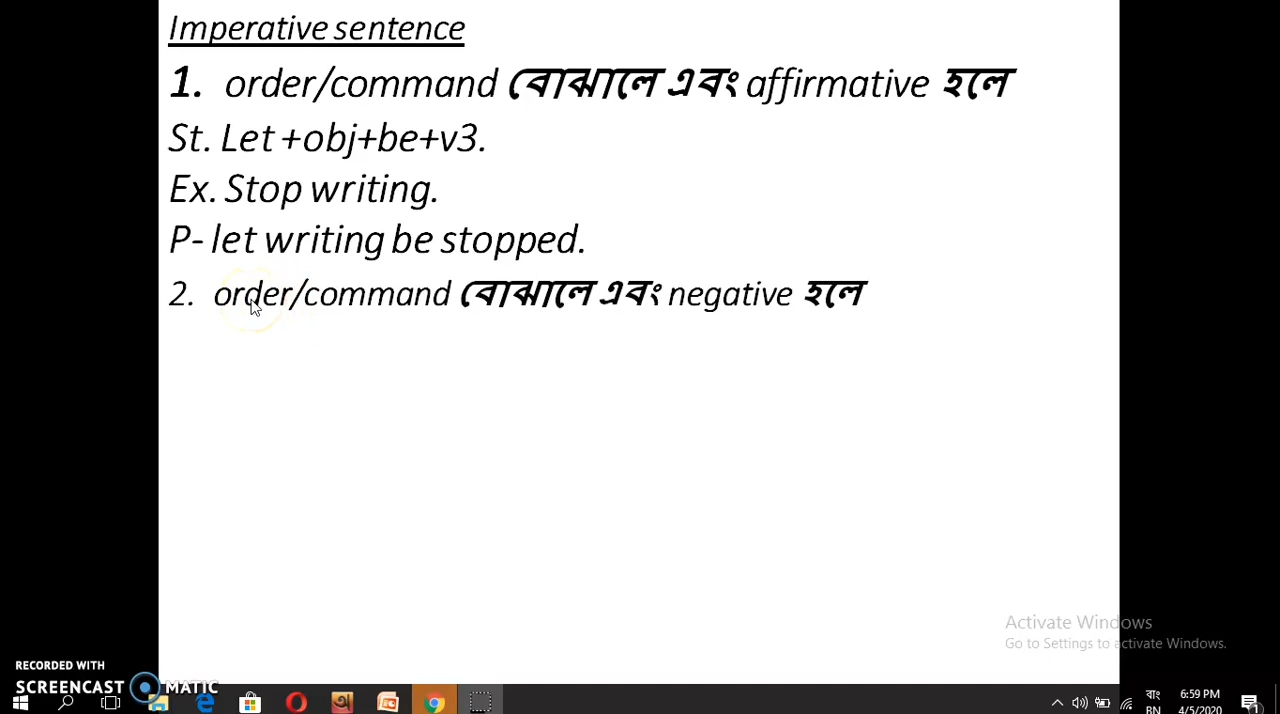 Imperative sentence
1. order/command বোঝালে এবং affirmative হলে
St. Let +obj+be+v3.
Ex. Stop writing.
P- let writing be stopped.
2. order/command বোঝালে এবং negative হলে
Activate Windows
Go to Settings to activate Windows.
RECORDED WITH
SCREENCAST MATIC
বাং 6:59 PM
BN 4/5/2020
1